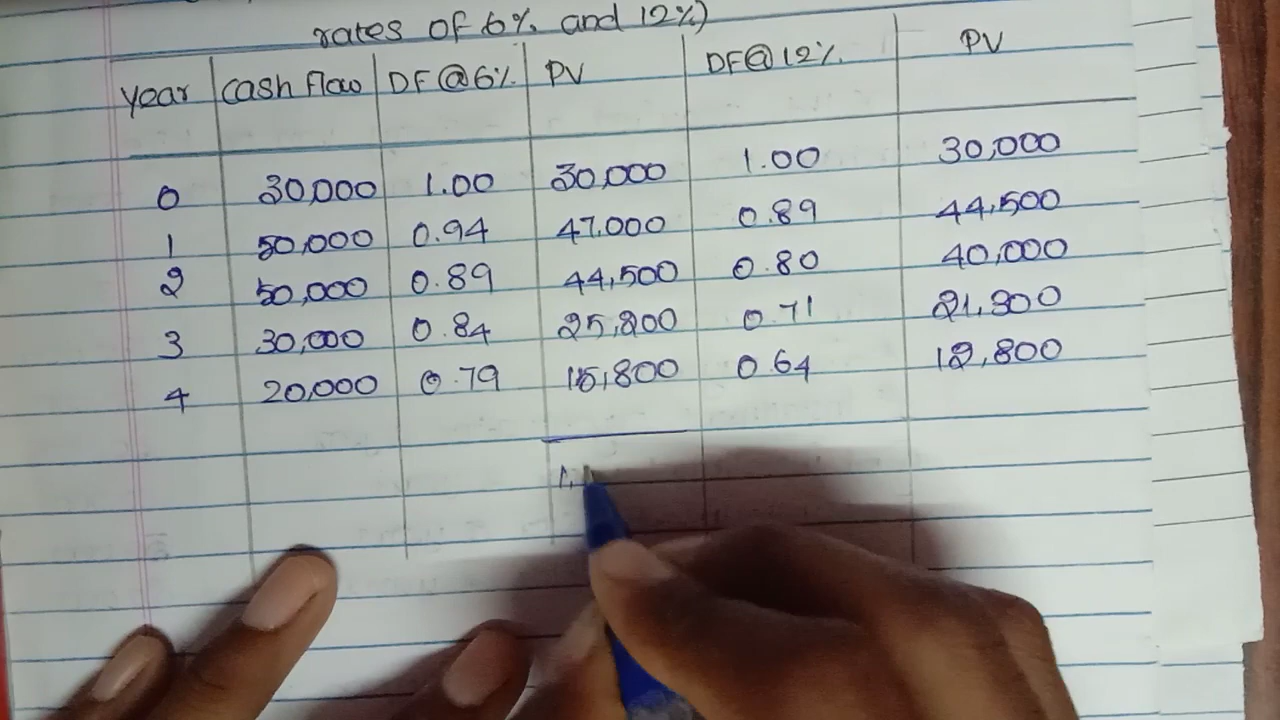 rates of 6% and 12%)
Year Cash flow DF@6% PV DF@12% PV
0 30,000 1.00 30,000 1.00 30,000
1 50,000 0.94 47.000 0.89 44,500
2 50,000 0.89 44,500 0.80 40,000
3 30,000 0.84 25,200 0.71 21,300
4 20,000 0.79 15,800 0.64 12,800
1,